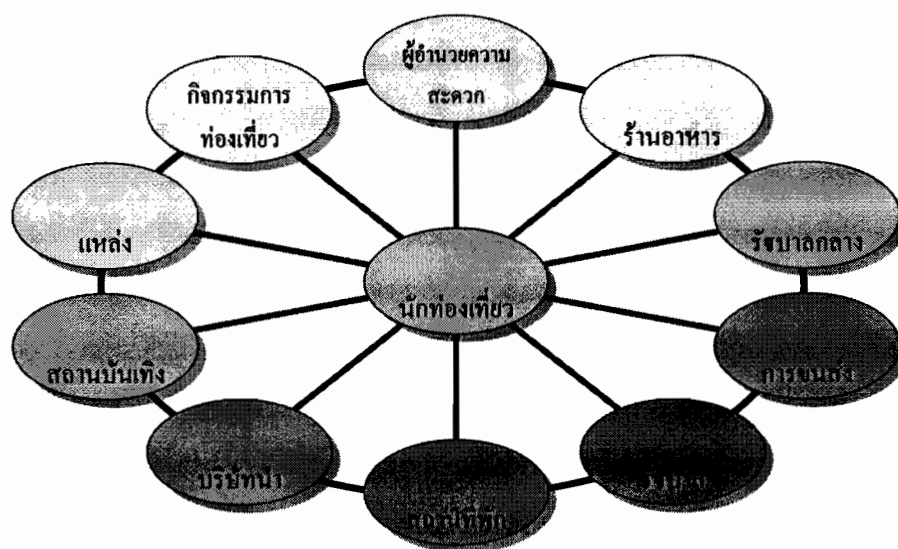 ผู้อำนวยความ
สะดวก
กิจกรรมการ
ท่องเที่ยว
ร้านอาหาร
แหล่ง
รัฐบาลกลาง
นักท่องเที่ยว
สถานบันเทิง
การขนส่ง
บริษัทนำ